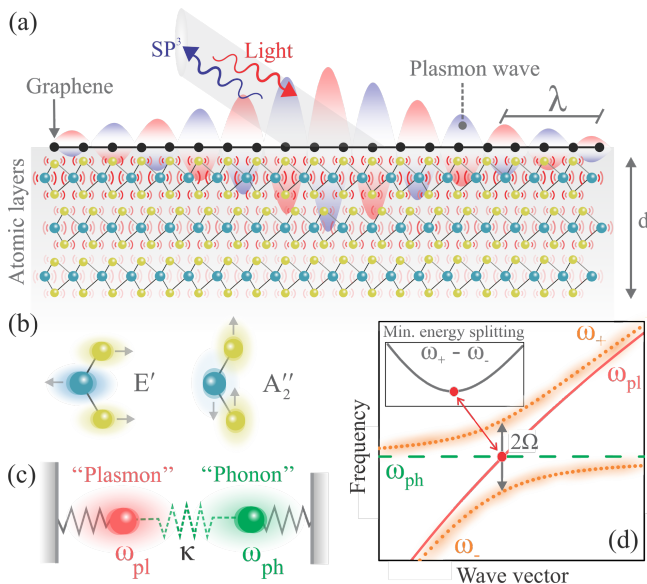 (a)
SP³
Light
Graphene
Plasmon wave
λ
Atomic layers
d
(b)
E′
A₂″
(c)
"Plasmon"
"Phonon"
ω_pl
κ
ω_ph
Min. energy splitting
ω₊ - ω₋
ω₊
ω_pl
2Ω
ω_ph
ω₋
(d)
Frequency
Wave vector